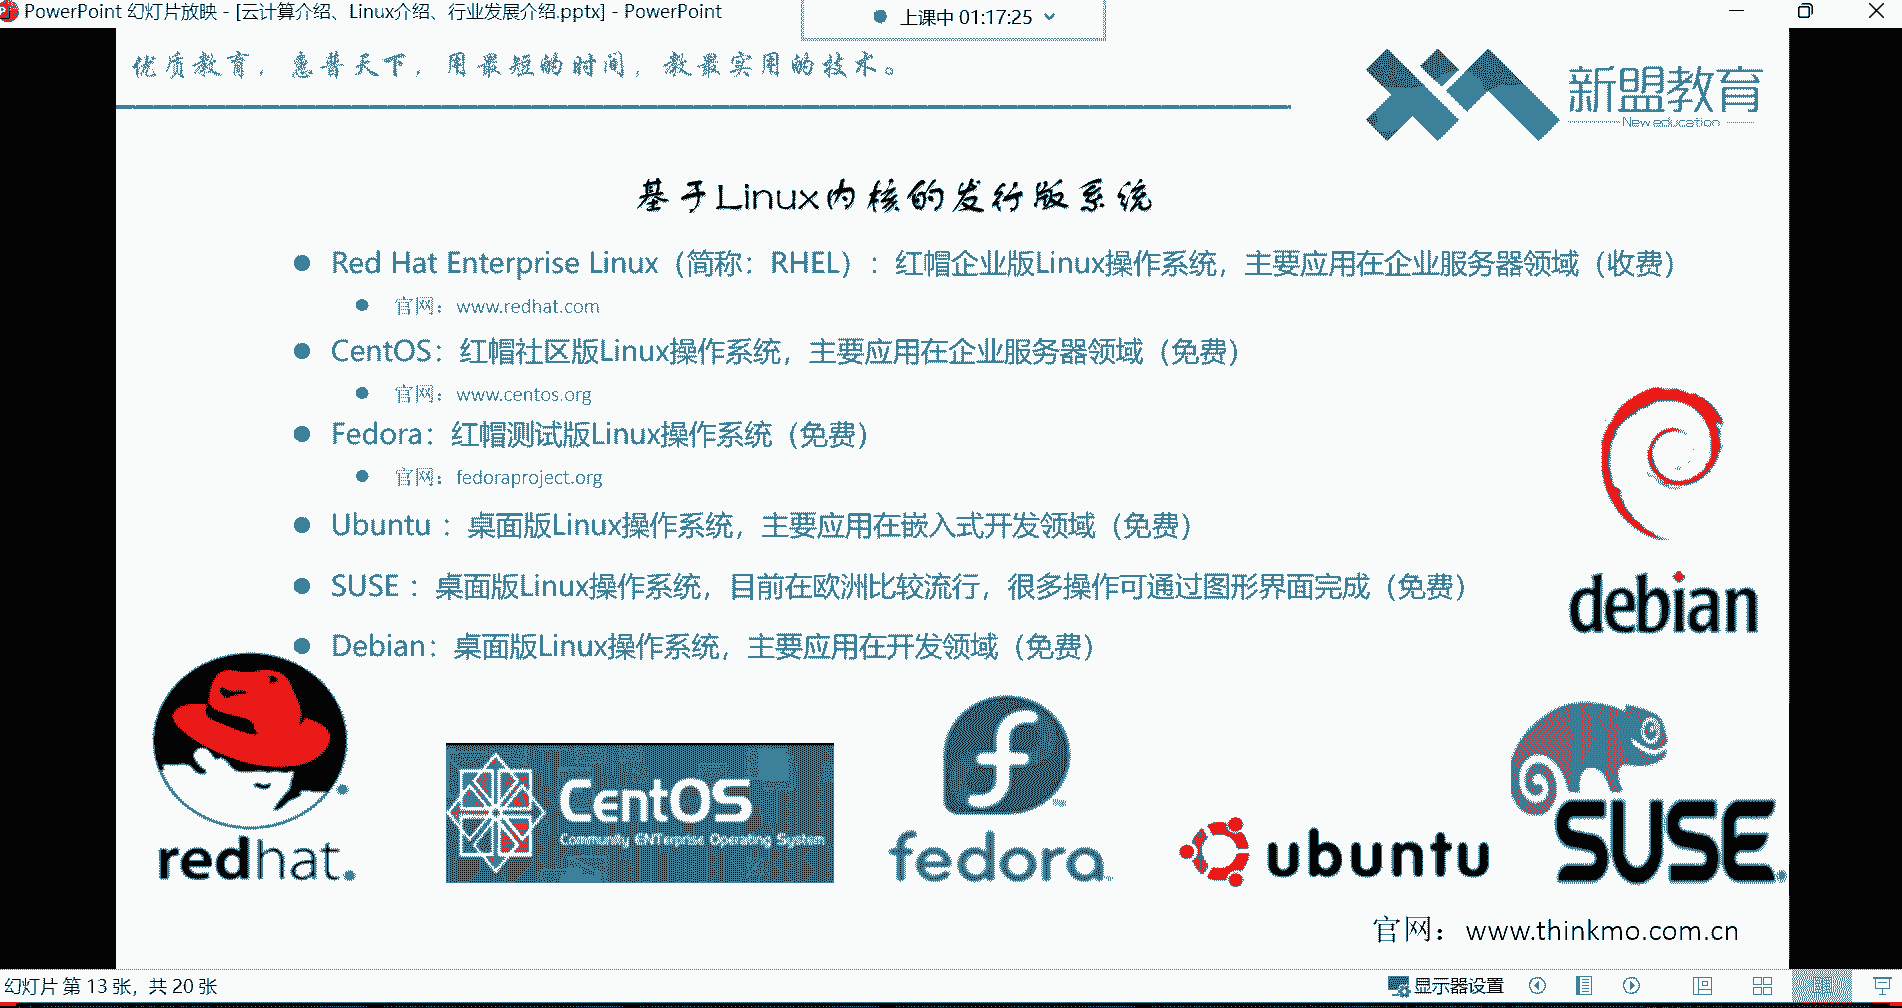 PowerPoint 幻灯片放映 - [云计算介绍、Linux介绍、行业发展介绍.pptx] - PowerPoint
上课中 01:17:25
优质教育，惠普天下，用最短的时间，教最实用的技术。
新盟教育
New education
基于Linux内核的发行版系统
● Red Hat Enterprise Linux（简称：RHEL）：红帽企业版Linux操作系统，主要应用在企业服务器领域（收费）
● 官网：www.redhat.com
● CentOS：红帽社区版Linux操作系统，主要应用在企业服务器领域（免费）
● 官网：www.centos.org
● Fedora：红帽测试版Linux操作系统（免费）
● 官网：fedoraproject.org
● Ubuntu ：桌面版Linux操作系统，主要应用在嵌入式开发领域（免费）
● SUSE ：桌面版Linux操作系统，目前在欧洲比较流行，很多操作可通过图形界面完成（免费）
● Debian：桌面版Linux操作系统，主要应用在开发领域（免费）
debian
redhat.
CentOS
Community ENTerprise Operating System
fedora
ubuntu
SUSE
官网：www.thinkmo.com.cn
幻灯片 第 13 张，共 20 张
显示器设置